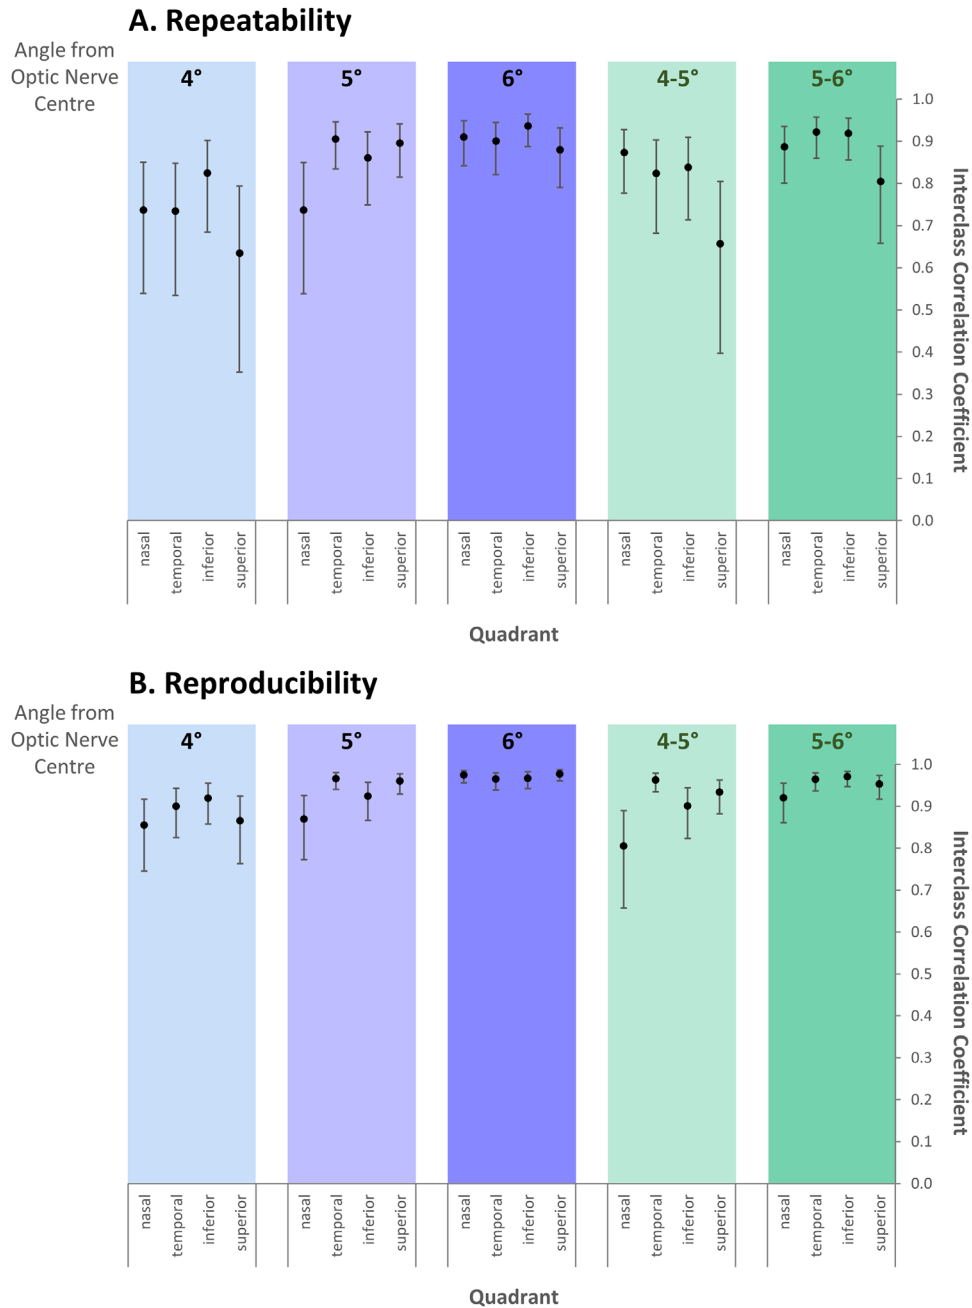 A. Repeatability
Angle from
Optic Nerve
Centre
4°
5°
6°
4-5°
5-6°
1.0
0.9
0.8
0.7
0.6
0.5
0.4
0.3
0.2
0.1
0.0
Interclass Correlation Coefficient
nasal
temporal
inferior
superior
nasal
temporal
inferior
superior
nasal
temporal
inferior
superior
nasal
temporal
inferior
superior
nasal
temporal
inferior
superior
Quadrant
B. Reproducibility
Angle from
Optic Nerve
Centre
4°
5°
6°
4-5°
5-6°
1.0
0.9
0.8
0.7
0.6
0.5
0.4
0.3
0.2
0.1
0.0
Interclass Correlation Coefficient
nasal
temporal
inferior
superior
nasal
temporal
inferior
superior
nasal
temporal
inferior
superior
nasal
temporal
inferior
superior
nasal
temporal
inferior
superior
Quadrant